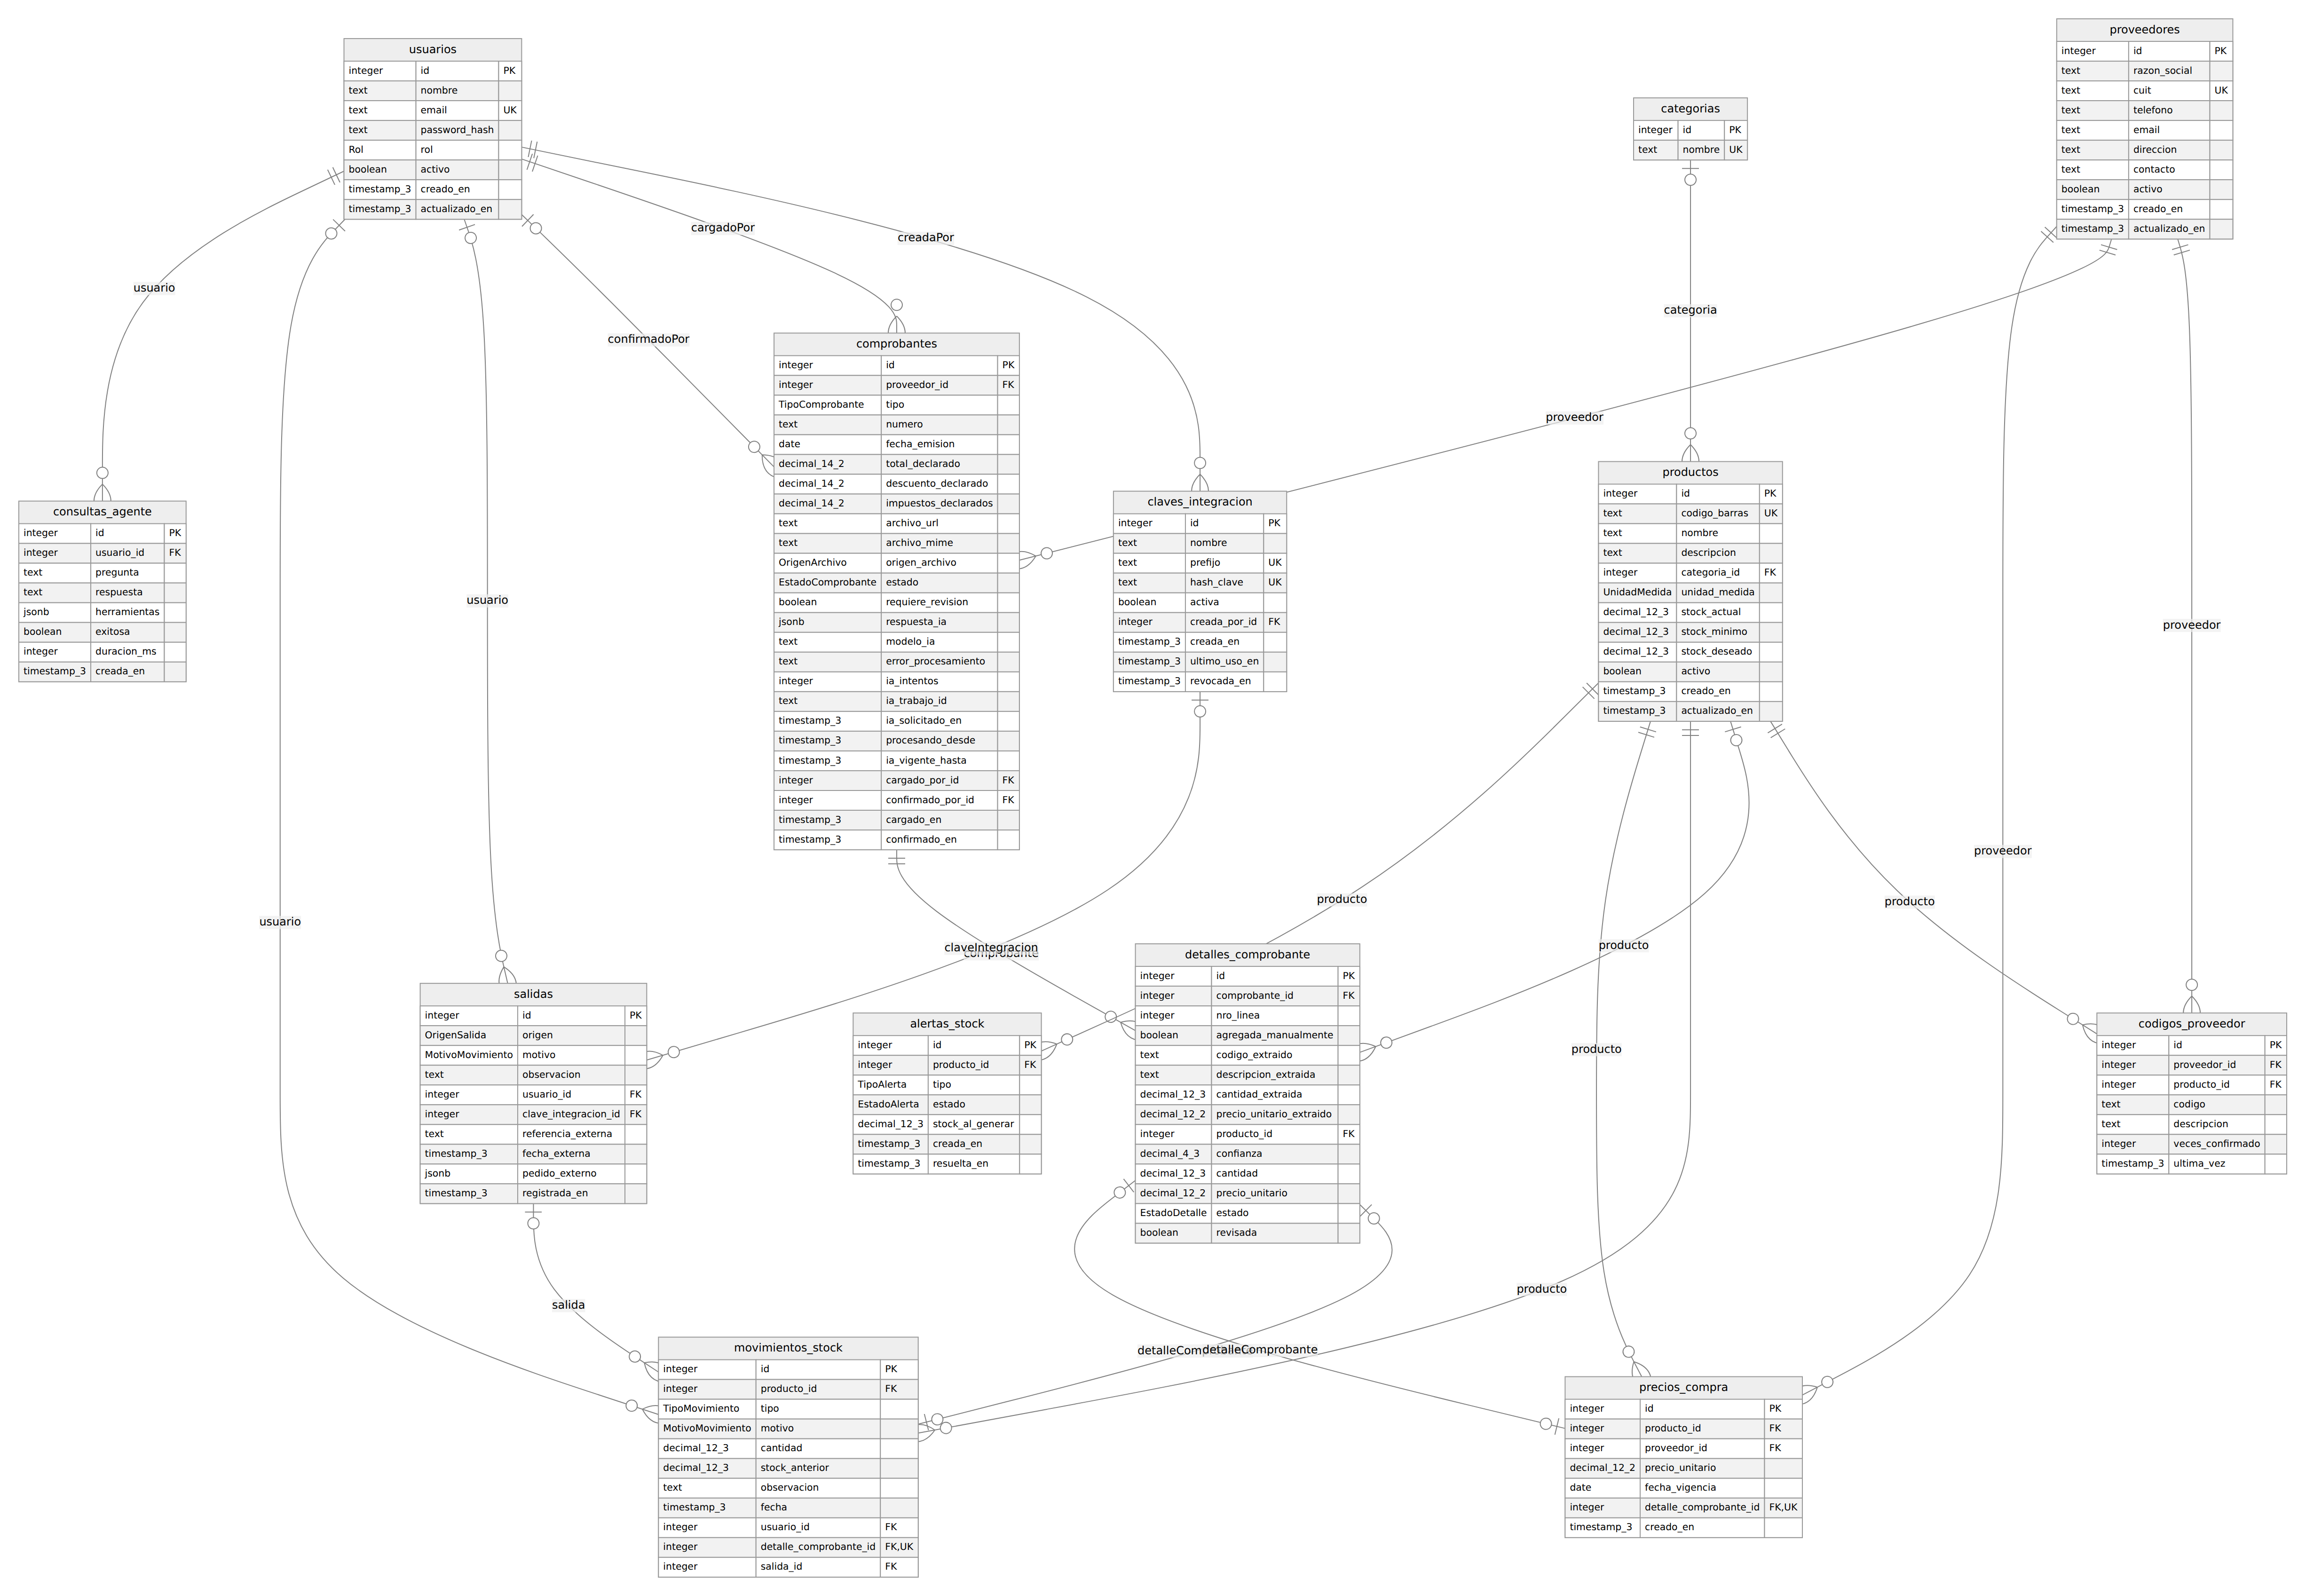 usuarios
integer id PK
text nombre
text email UK
text password_hash
Rol rol
boolean activo
timestamp_3 creado_en
timestamp_3 actualizado_en
proveedores
integer id PK
text razon_social
text cuit UK
text telefono
text email
text direccion
text contacto
boolean activo
timestamp_3 creado_en
timestamp_3 actualizado_en
categorias
integer id PK
text nombre UK
cargadoPor
creadaPor
usuario
confirmadoPor
categoria
proveedor
comprobantes
integer id PK
integer proveedor_id FK
TipoComprobante tipo
text numero
date fecha_emision
decimal_14_2 total_declarado
decimal_14_2 descuento_declarado
decimal_14_2 impuestos_declarados
text archivo_url
text archivo_mime
OrigenArchivo origen_archivo
EstadoComprobante estado
boolean requiere_revision
jsonb respuesta_ia
text modelo_ia
text error_procesamiento
integer ia_intentos
text ia_trabajo_id
timestamp_3 ia_solicitado_en
timestamp_3 procesando_desde
timestamp_3 ia_vigente_hasta
integer cargado_por_id FK
integer confirmado_por_id FK
timestamp_3 cargado_en
timestamp_3 confirmado_en
productos
integer id PK
text codigo_barras UK
text nombre
text descripcion
integer categoria_id FK
UnidadMedida unidad_medida
decimal_12_3 stock_actual
decimal_12_3 stock_minimo
decimal_12_3 stock_deseado
boolean activo
timestamp_3 creado_en
timestamp_3 actualizado_en
claves_integracion
integer id PK
text nombre
text prefijo UK
text hash_clave UK
boolean activa
integer creada_por_id FK
timestamp_3 creada_en
timestamp_3 ultimo_uso_en
timestamp_3 revocada_en
consultas_agente
integer id PK
integer usuario_id FK
text pregunta
text respuesta
jsonb herramientas
boolean exitosa
integer duracion_ms
timestamp_3 creada_en
usuario
proveedor
proveedor
producto
producto
usuario
producto
claveIntegracion
comprobante
producto
salidas
integer id PK
OrigenSalida origen
MotivoMovimiento motivo
text observacion
integer usuario_id FK
integer clave_integracion_id FK
text referencia_externa
timestamp_3 fecha_externa
jsonb pedido_externo
timestamp_3 registrada_en
alertas_stock
integer id PK
integer producto_id FK
TipoAlerta tipo
EstadoAlerta estado
decimal_12_3 stock_al_generar
timestamp_3 creada_en
timestamp_3 resuelta_en
detalles_comprobante
integer id PK
integer comprobante_id FK
integer nro_linea
boolean agregada_manualmente
text codigo_extraido
text descripcion_extraida
decimal_12_3 cantidad_extraida
decimal_12_2 precio_unitario_extraido
integer producto_id FK
decimal_4_3 confianza
decimal_12_3 cantidad
decimal_12_2 precio_unitario
EstadoDetalle estado
boolean revisada
codigos_proveedor
integer id PK
integer proveedor_id FK
integer producto_id FK
text codigo
text descripcion
integer veces_confirmado
timestamp_3 ultima_vez
producto
salida
detalleCom
detalleComprobante
movimientos_stock
integer id PK
integer producto_id FK
TipoMovimiento tipo
MotivoMovimiento motivo
decimal_12_3 cantidad
decimal_12_3 stock_anterior
text observacion
timestamp_3 fecha
integer usuario_id FK
integer detalle_comprobante_id FK,UK
integer salida_id FK
precios_compra
integer id PK
integer producto_id FK
integer proveedor_id FK
decimal_12_2 precio_unitario
date fecha_vigencia
integer detalle_comprobante_id FK,UK
timestamp_3 creado_en